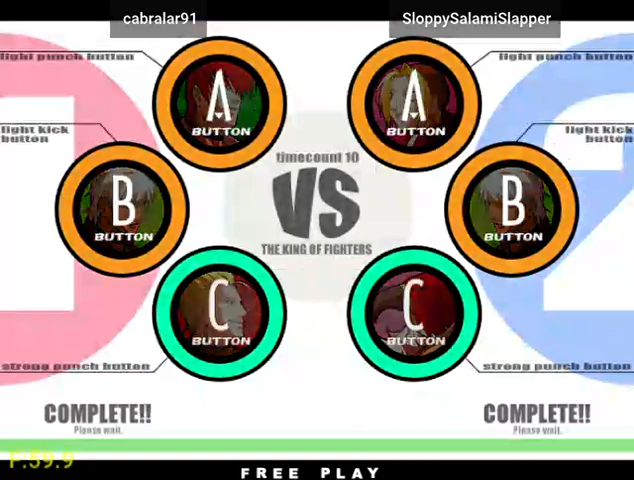 cabralar91
SloppySalamiSlapper
light punch button
light punch button
A
BUTTON
A
BUTTON
light kick
button
light kick
button
timecount 10
VS
THE KING OF FIGHTERS
B
BUTTON
B
BUTTON
C
BUTTON
C
BUTTON
strong punch button
strong punch button
COMPLETE!!
Please wait.
COMPLETE!!
Please wait.
F:59.9
FREE PLAY
1
2